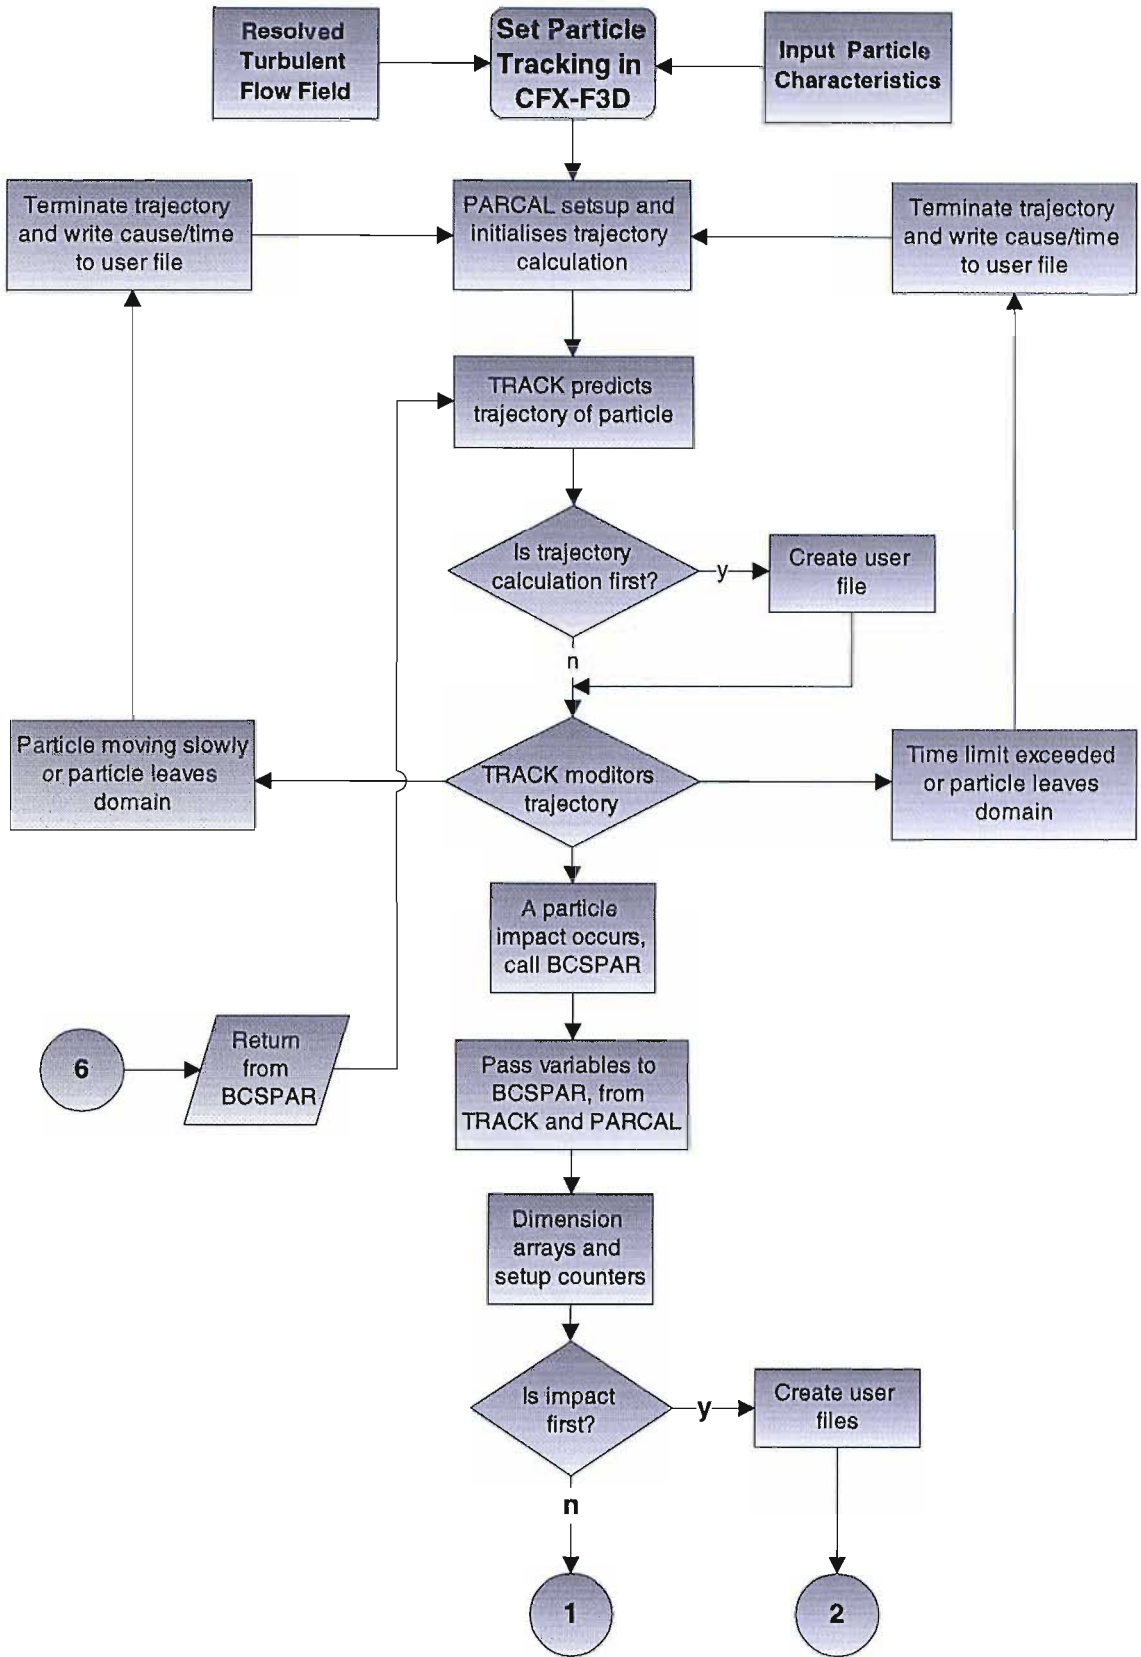 Resolved
Turbulent
Flow Field
Set Particle
Tracking in
CFX-F3D
Input Particle
Characteristics
Terminate trajectory
and write cause/time
to user file
PARCAL setsup and
initialises trajectory
calculation
Terminate trajectory
and write cause/time
to user file
TRACK predicts
trajectory of particle
Is trajectory
calculation first?
y
Create user
file
n
Particle moving slowly
or particle leaves
domain
TRACK moditors
trajectory
Time limit exceeded
or particle leaves
domain
A particle
impact occurs,
call BCSPAR
6
Return
from
BCSPAR
Pass variables to
BCSPAR, from
TRACK and PARCAL
Dimension
arrays and
setup counters
Is impact
first?
y
Create user
files
n
1
2